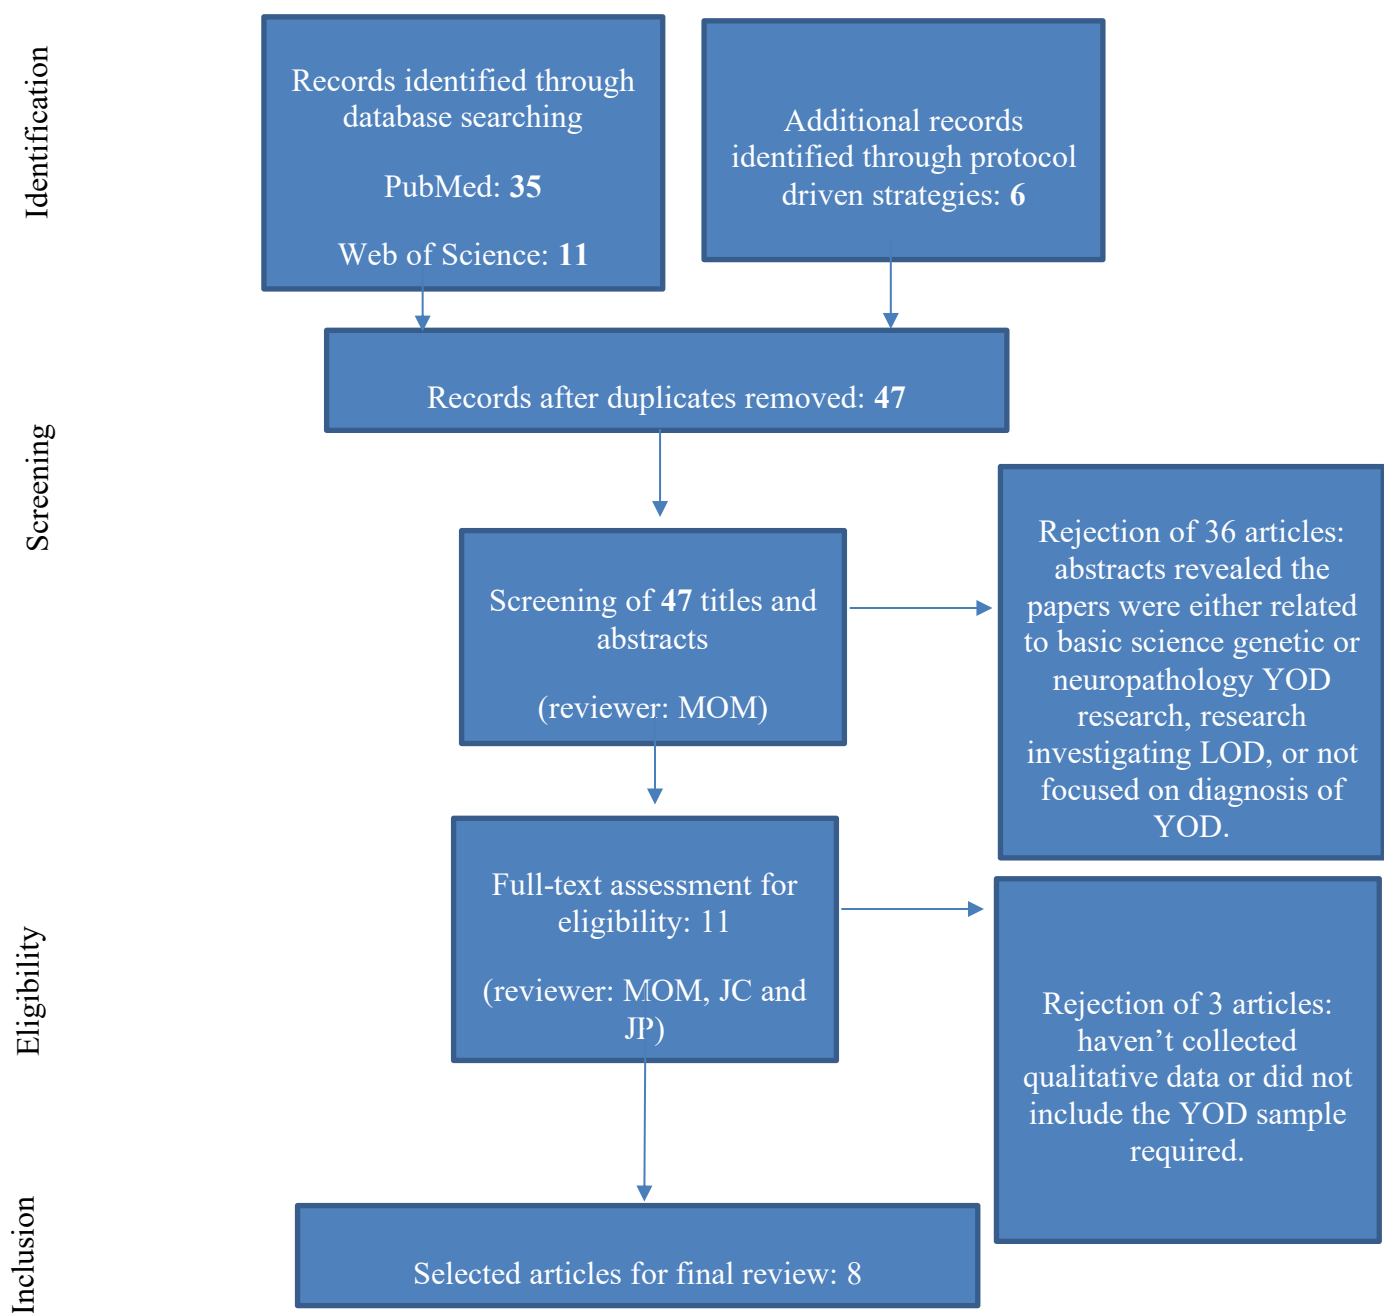 Identification
Records identified through
database searching
PubMed: 35
Web of Science: 11
Additional records
identified through protocol
driven strategies: 6
Records after duplicates removed: 47
Screening
Screening of 47 titles and
abstracts
(reviewer: MOM)
Rejection of 36 articles:
abstracts revealed the
papers were either related
to basic science genetic or
neuropathology YOD
research, research
investigating LOD, or not
focused on diagnosis of
YOD.
Eligibility
Full-text assessment for
eligibility: 11
(reviewer: MOM, JC and
JP)
Rejection of 3 articles:
haven’t collected
qualitative data or did not
include the YOD sample
required.
Inclusion
Selected articles for final review: 8